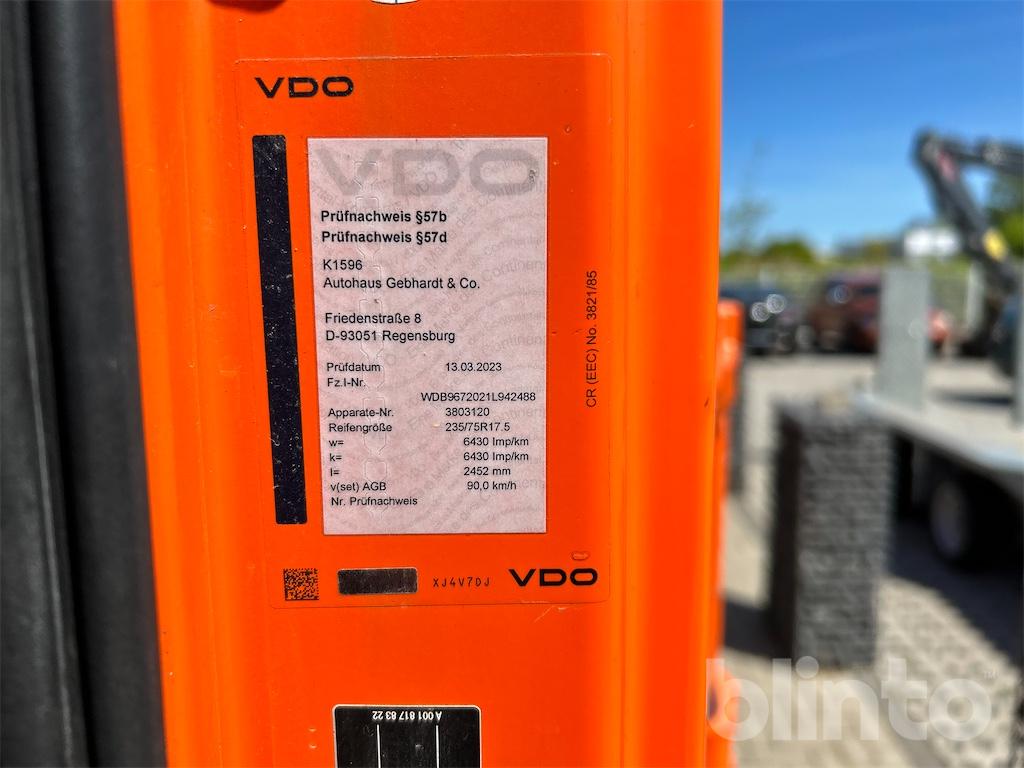 VDO
VDO
Prüfnachweis §57b
Prüfnachweis §57d
K1596
Autohaus Gebhardt & Co.
Friedenstraße 8
D-93051 Regensburg
Prüfdatum 13.03.2023
Fz.I-Nr.
WDB9672021L942488
Apparate-Nr. 3803120
Reifengröße 235/75R17.5
w= 6430 Imp/km
k= 6430 Imp/km
l= 2452 mm
v(set) AGB 90,0 km/h
Nr. Prüfnachweis
CR (EEC) No. 3821/85
XJ4V7DJ VDO
A 001 817 83 22
blinto